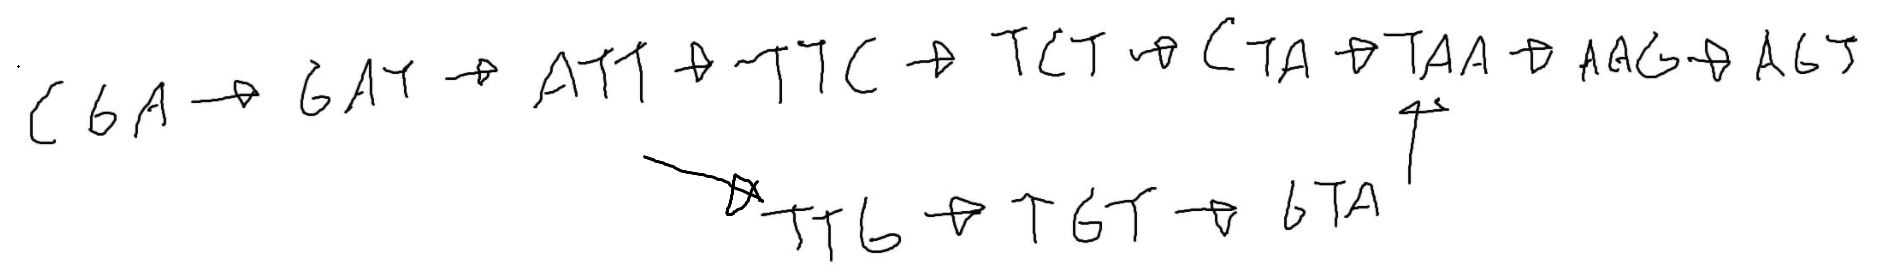 CGA → GAT → ATT → TTC → TCT → CTA → TAA → AAG → AGT
TTG → TGT → GTA